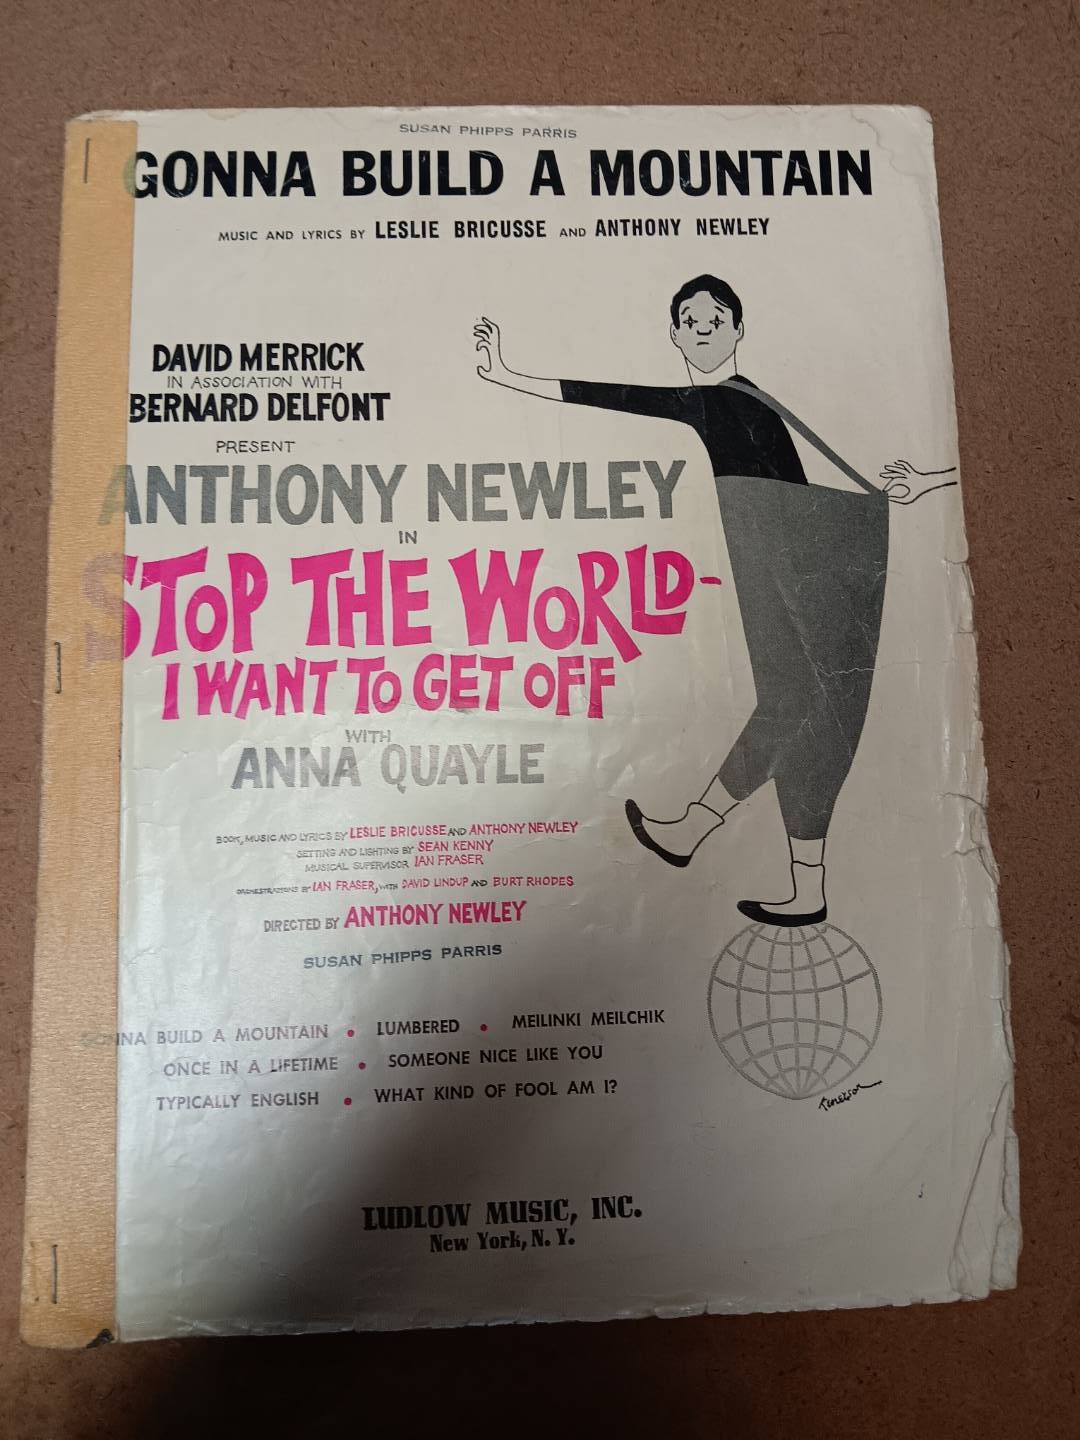 SUSAN PHIPPS PARRIS
GONNA BUILD A MOUNTAIN
MUSIC AND LYRICS BY LESLIE BRICUSSE AND ANTHONY NEWLEY
DAVID MERRICK
IN ASSOCIATION WITH
BERNARD DELFONT
PRESENT
ANTHONY NEWLEY
IN
STOP THE WORLD-
I WANT TO GET OFF
WITH
ANNA QUAYLE
BOOK, MUSIC AND LYRICS BY LESLIE BRICUSSE AND ANTHONY NEWLEY
SETTING AND LIGHTING BY SEAN KENNY
MUSICAL SUPERVISOR IAN FRASER
ORCHESTRATIONS BY IAN FRASER, WITH DAVID LINDUP AND BURT RHODES
DIRECTED BY ANTHONY NEWLEY
SUSAN PHIPPS PARRIS
GONNA BUILD A MOUNTAIN • LUMBERED • MEILINKI MEILCHIK
ONCE IN A LIFETIME • SOMEONE NICE LIKE YOU
TYPICALLY ENGLISH • WHAT KIND OF FOOL AM I?
LUDLOW MUSIC, INC.
New York, N. Y.